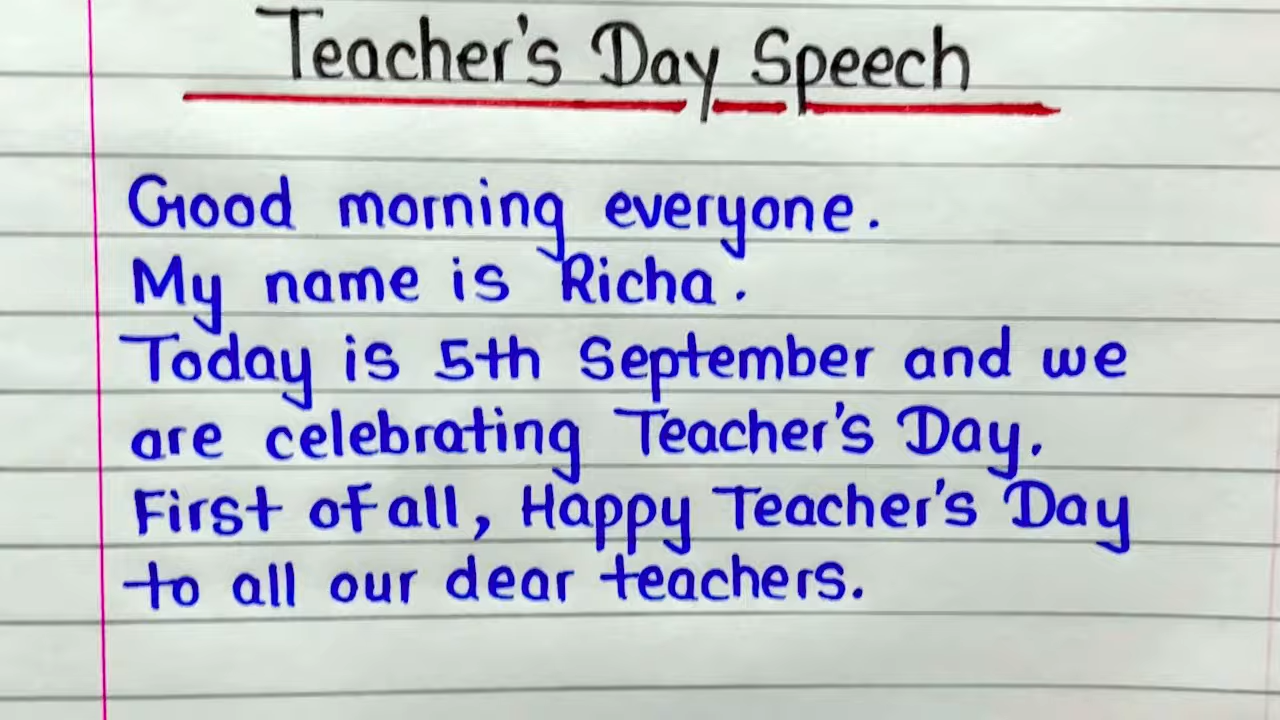 Teacher's Day Speech
Good morning everyone.
My name is Richa.
Today is 5th September and we
are celebrating Teacher's Day.
First of all, Happy Teacher's Day
to all our dear teachers.